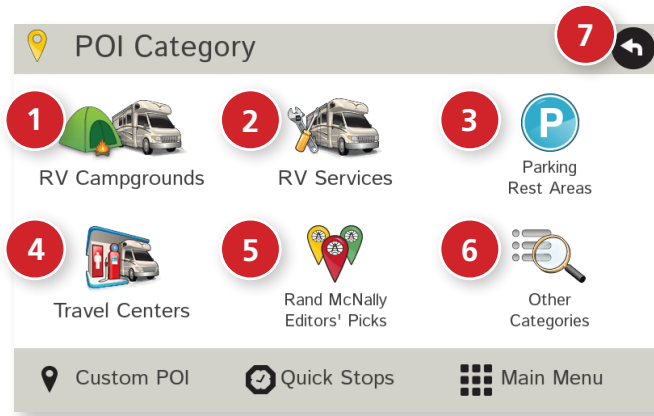 POI Category
7
1
RV Campgrounds
2
RV Services
3
P
Parking
Rest Areas
4
Travel Centers
5
Rand McNally
Editors' Picks
6
Other
Categories
Custom POI
Quick Stops
Main Menu